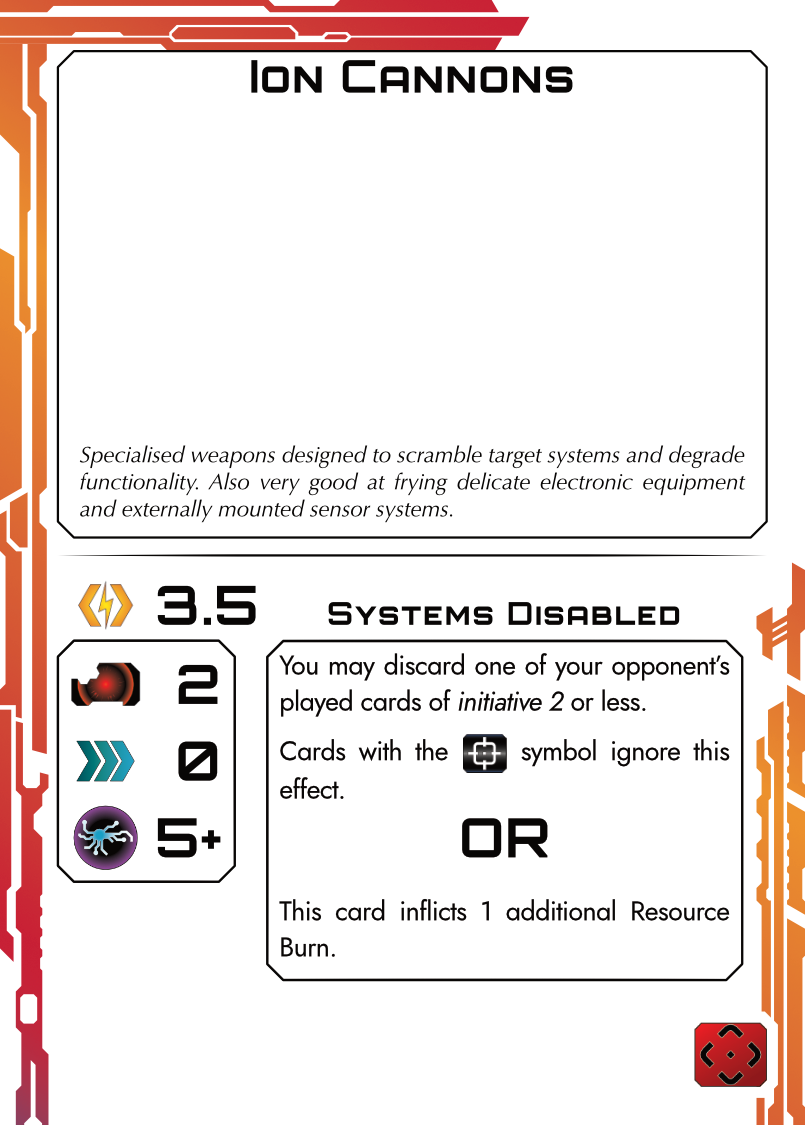 Ion Cannons
Specialised weapons designed to scramble target systems and degrade
functionality. Also very good at frying delicate electronic equipment
and externally mounted sensor systems.
3.5
Systems Disabled
2
0
5+
You may discard one of your opponent's
played cards of initiative 2 or less.
Cards with the symbol ignore this
effect.
OR
This card inflicts 1 additional Resource
Burn.